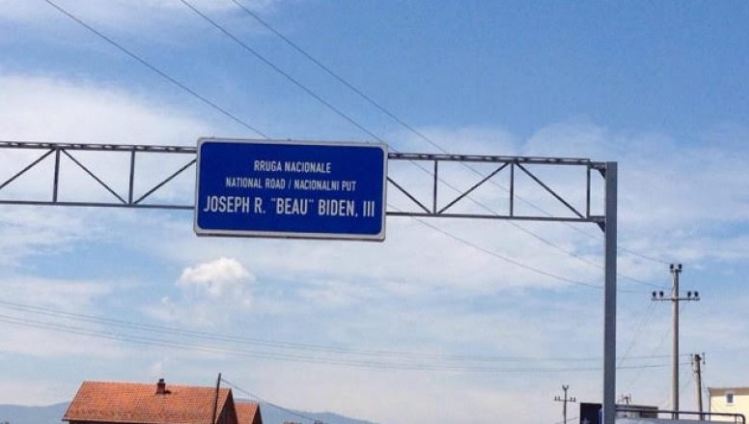 RRUGA NACIONALE
NATIONAL ROAD / NACIONALNI PUT
JOSEPH R. "BEAU" BIDEN, III